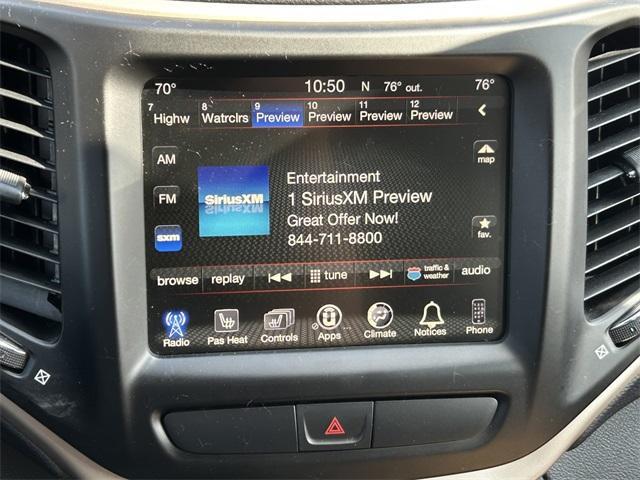 70° 10:50 N 76° out. 76°
7 8 9 10 11 12
Highw Watrclrs Preview Preview Preview Preview
AM
map
SiriusXM
Entertainment
1 SiriusXM Preview
FM
Great Offer Now!
844-711-8800
sxm
fav.
browse replay tune traffic & weather audio
Radio Pas Heat Controls Apps Climate Notices Phone